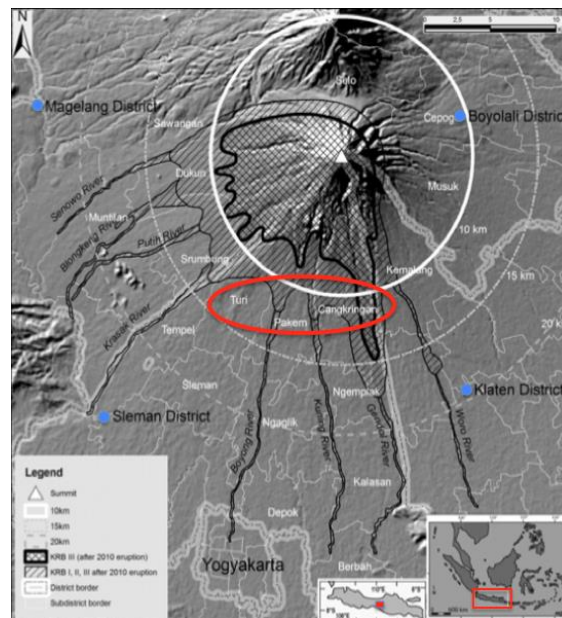 N
0
2,5
5
10
Selo
Magelang District
Cepog
Boyolali District
Sawangan
Musuk
Dukun
Senowo River
Muntilan
10 km
Blongkeng River
Putih River
15 km
Srumbung
Kemalang
Turi
Krasak River
Cangkringan
Pakem
20 k
Tempel
Sleman
Ngemplak
Klaten District
Sleman District
Ngaglik
Boyong River
Kuning River
Gendol River
Woro River
Legend
Summit
10km
Kalasan
15km
20km
Depok
KRB III (after 2010 eruption)
KRB I, II, III after 2010 eruption
District border
Subdistrict border
Yogyakarta
Berbah
110°E